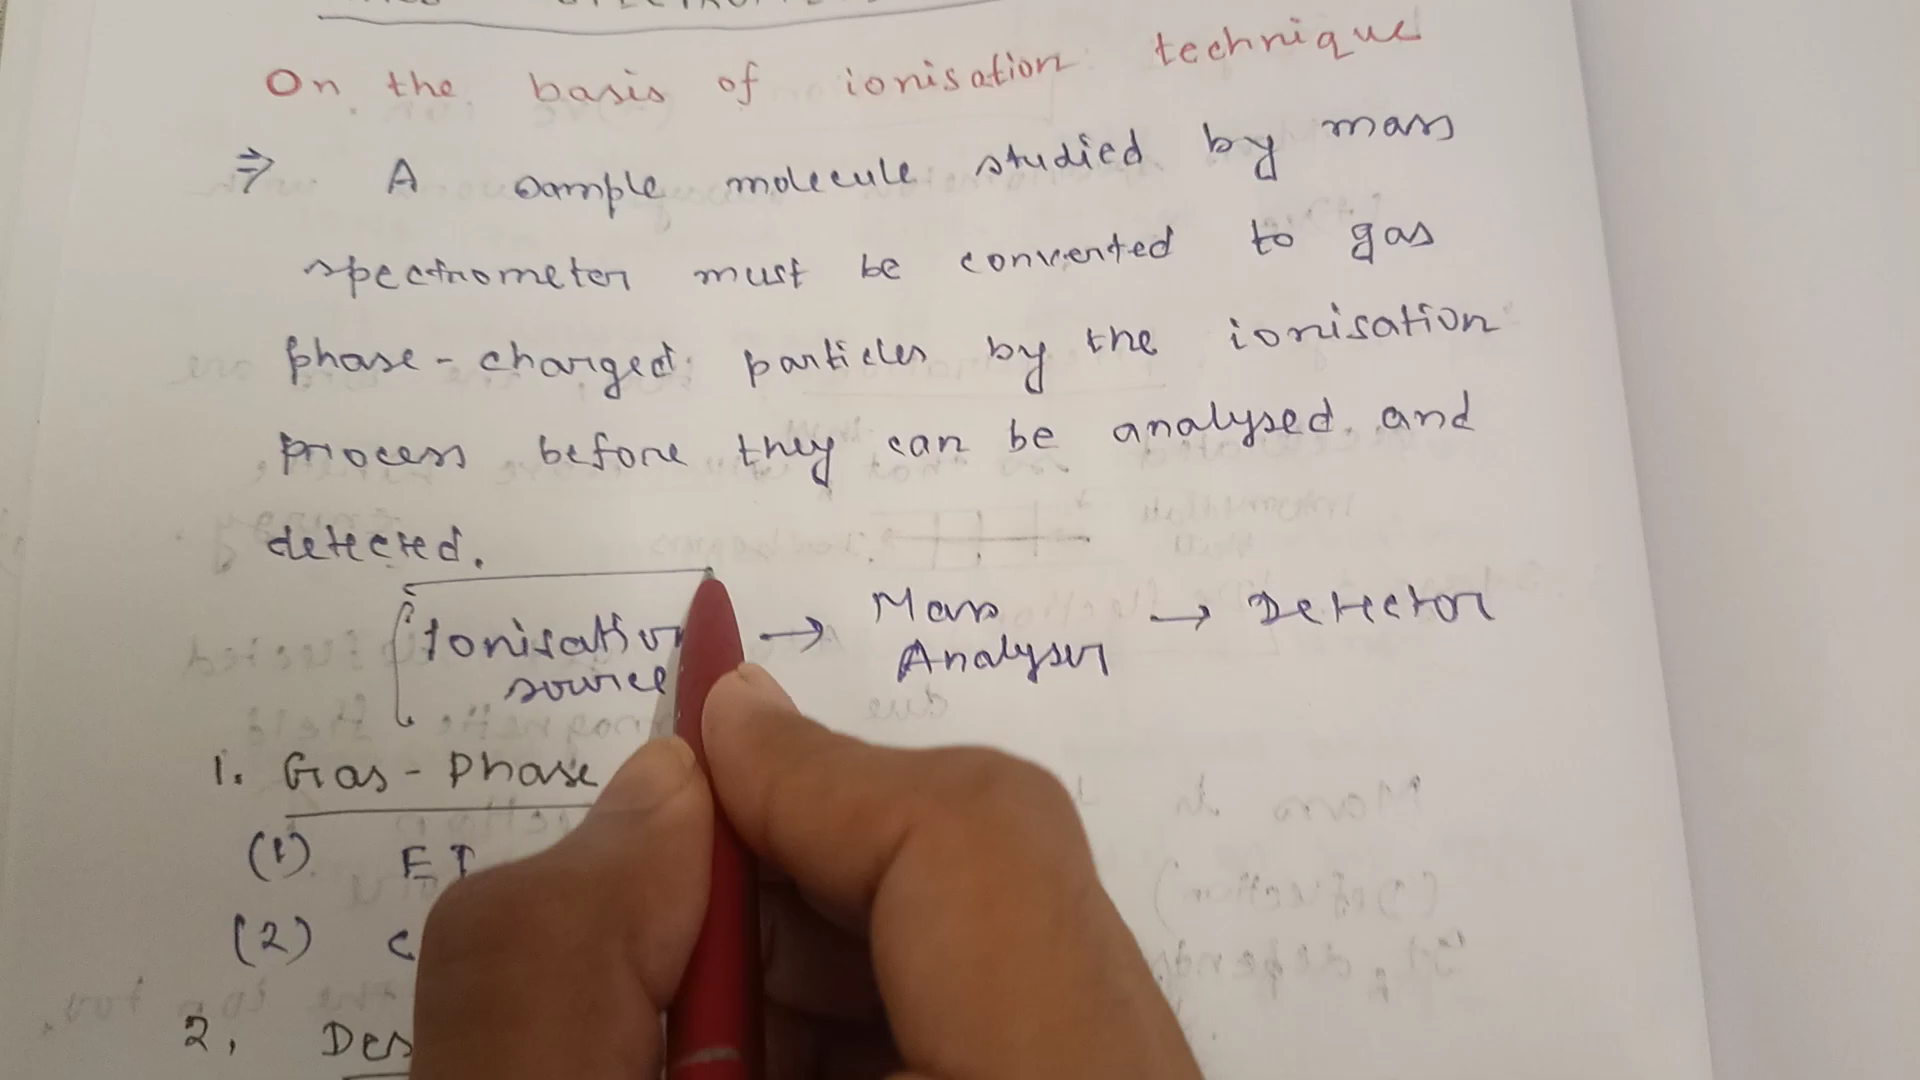 On the basis of ionisation technique
⇒ A sample molecule studied by mass
spectrometer must be converted to gas
phase-charged particles by the ionisation
process before they can be analysed and
detected.
Ionisation source → Mass Analyser → Detector
1. Gas-Phase
(1) EI
(2)
2.